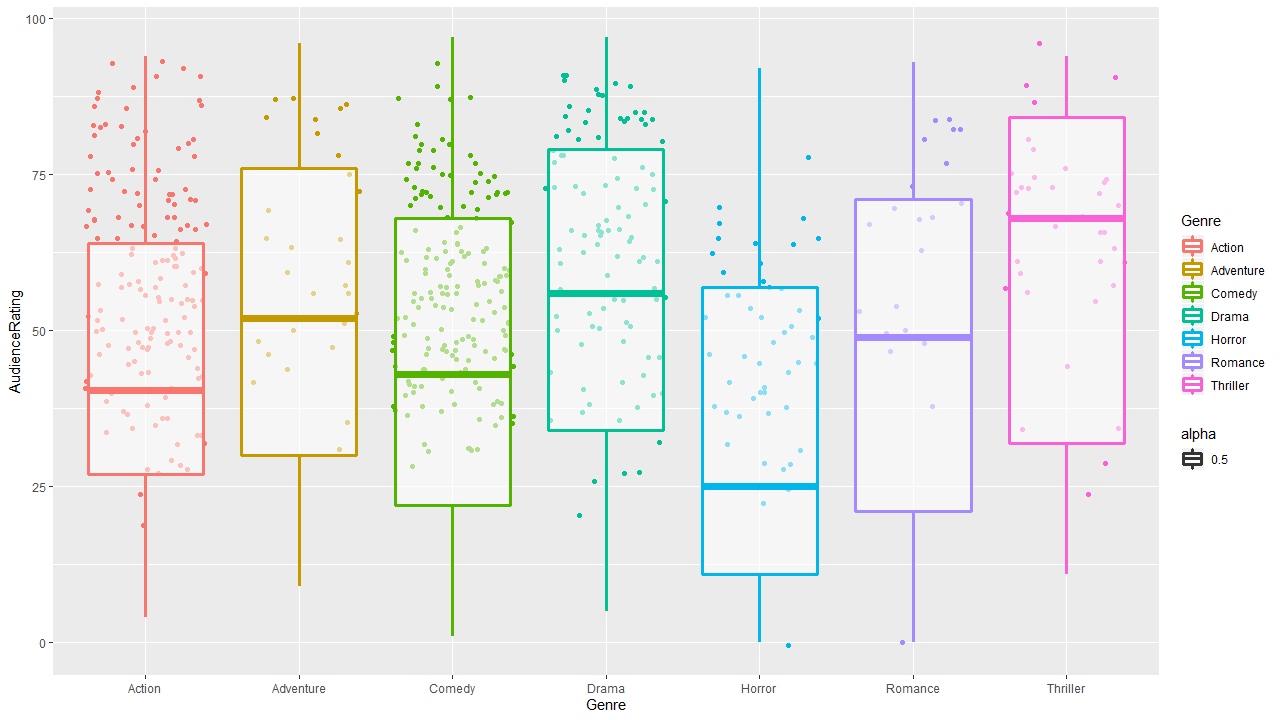 100
75
50
25
0
AudienceRating
Action
Adventure
Comedy
Drama
Horror
Romance
Thriller
Genre
Genre
Action
Adventure
Comedy
Drama
Horror
Romance
Thriller
alpha
0.5